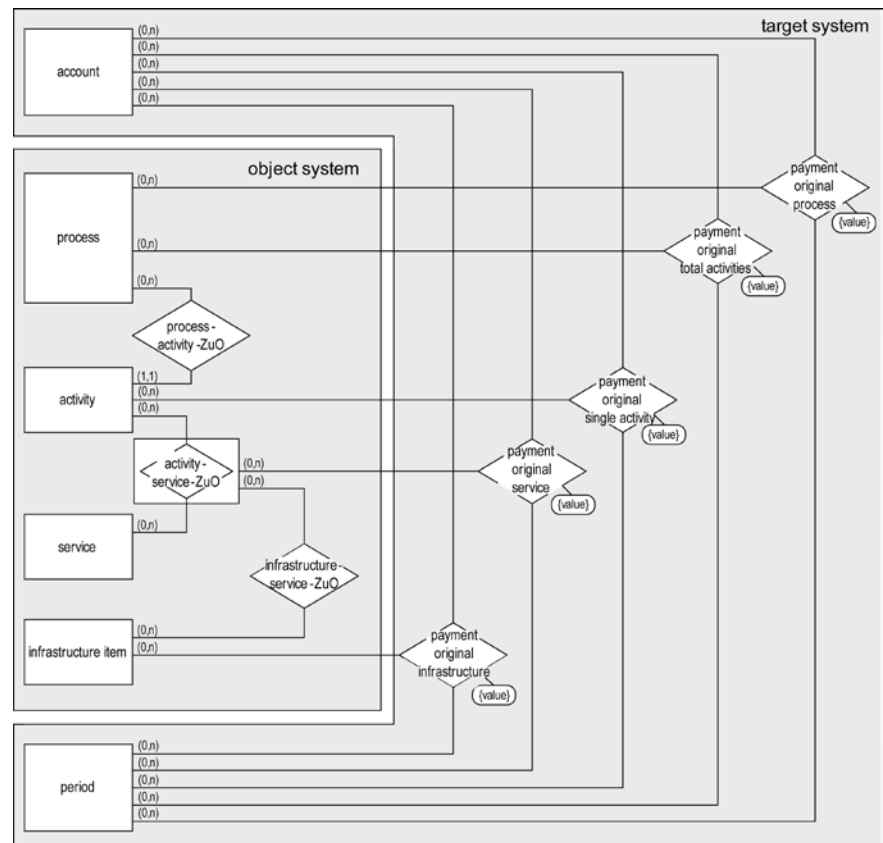 target system
(0,n)
(0,n)
(0,n)
(0,n)
(0,n)
account
object system
(0,n)
process
(0,n)
(0,n)
payment
original
process
{value}
payment
original
total activities
{value}
process-
activity-ZuO
(1,1)
(0,n)
(0,n)
activity
payment
original
single activity
{value}
activity-
service-ZuO
(0,n)
(0,n)
payment
original
service
{value}
(0,n)
service
infrastructure-
service-ZuO
(0,n)
(0,n)
infrastructure item
payment
original
infrastructure
{value}
(0,n)
(0,n)
(0,n)
(0,n)
(0,n)
period